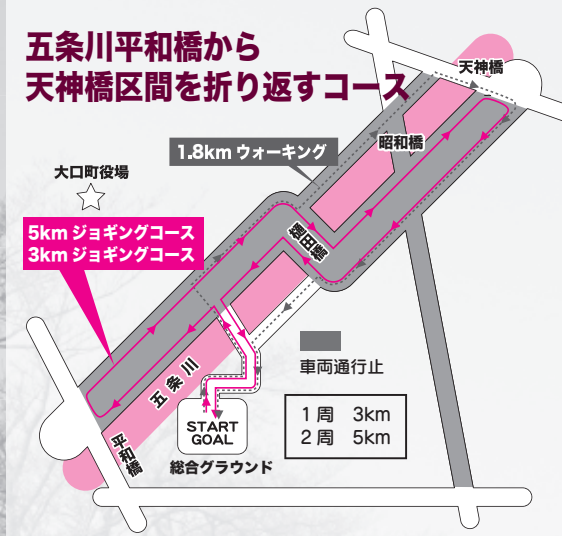 五条川平和橋から
天神橋区間を折り返すコース
天神橋
昭和橋
1.8km ウォーキング
大口町役場
5km ジョギングコース
3km ジョギングコース
樋田橋
車両通行止
五条川
1周 3km
2周 5km
START
GOAL
平和橋
総合グラウンド